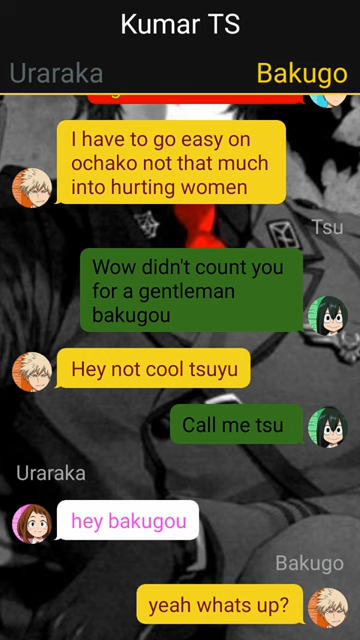 Kumar TS
Uraraka
Bakugo
I have to go easy on
ochako not that much
into hurting women
Tsu
Wow didn't count you
for a gentleman
bakugou
Hey not cool tsuyu
Call me tsu
Uraraka
hey bakugou
Bakugo
yeah whats up?